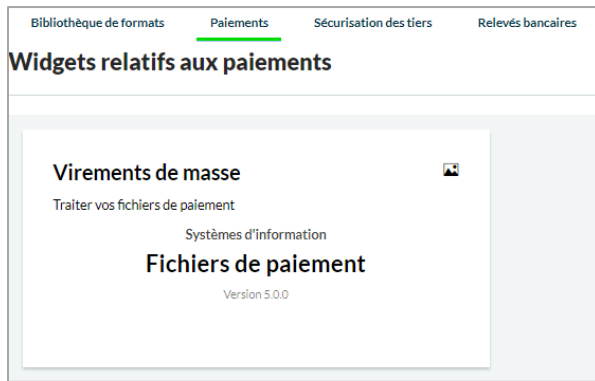 Bibliothèque de formats Paiements Sécurisation des tiers Relevés bancaires
Widgets relatifs aux paiements
Virements de masse
Traiter vos fichiers de paiement
Systèmes d'information
Fichiers de paiement
Version 5.0.0